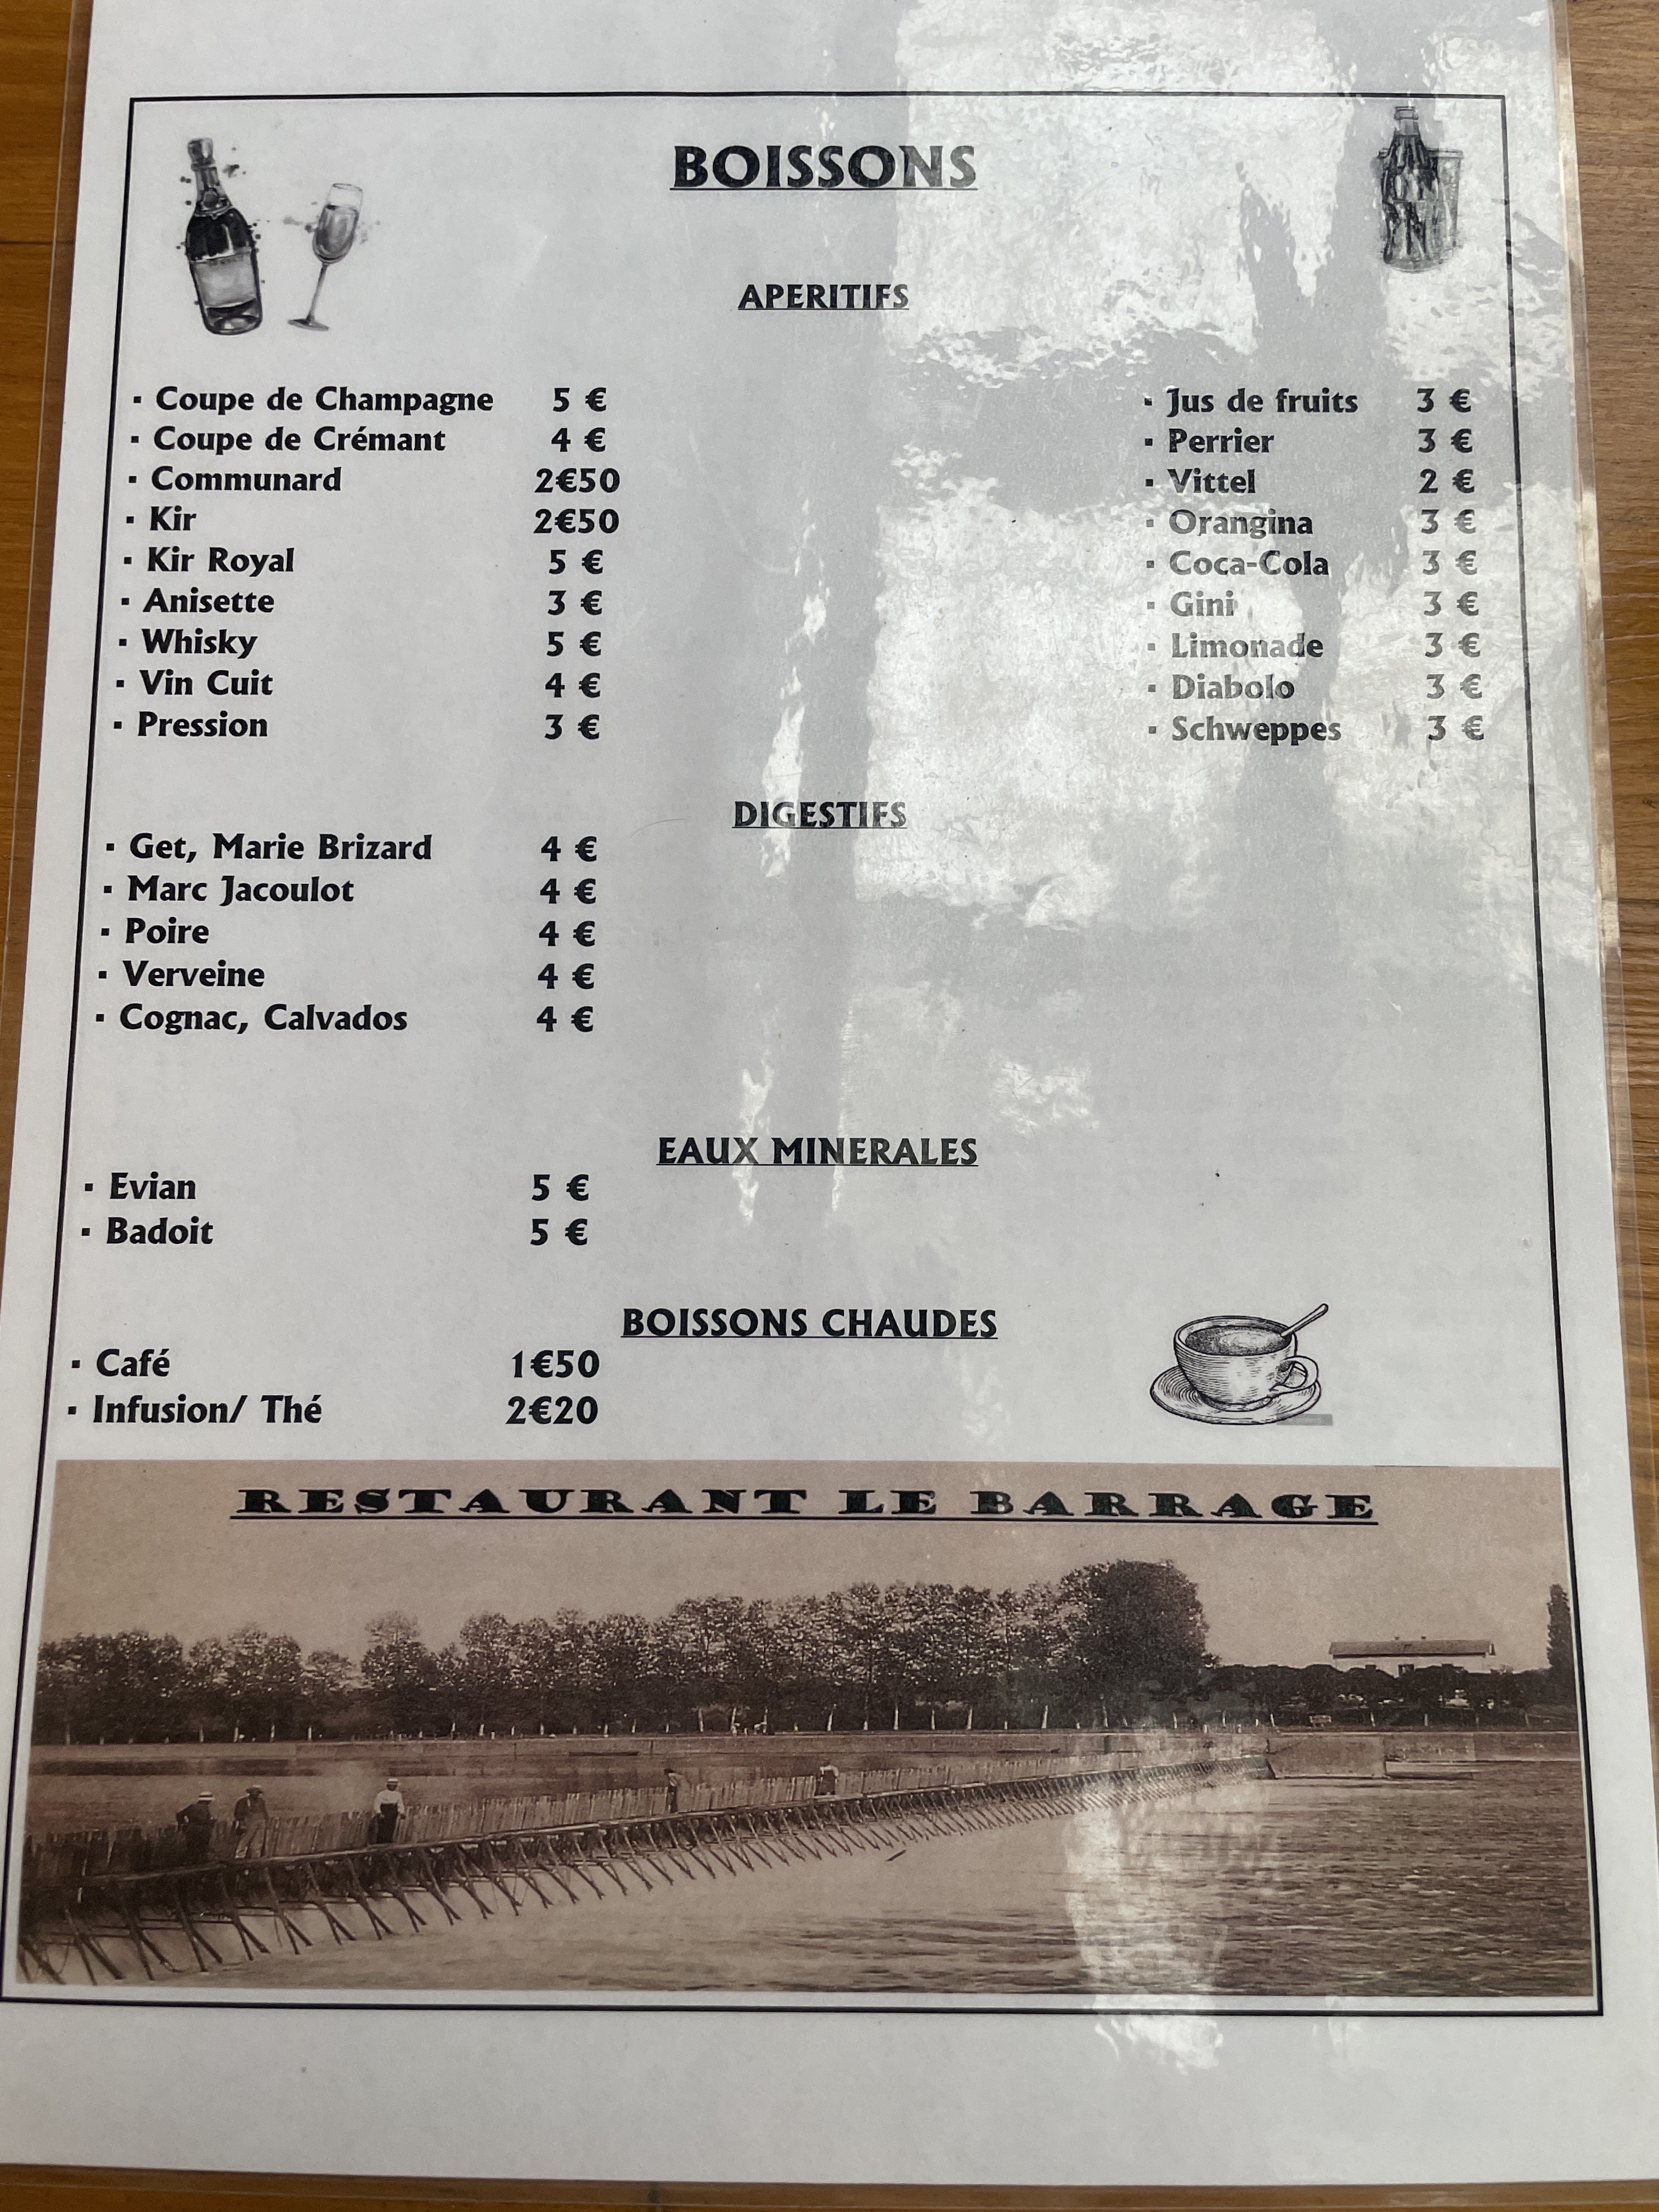 BOISSONS
APERITIFS
▪ Coupe de Champagne 5 €
▪ Coupe de Crémant 4 €
▪ Communard 2€50
▪ Kir 2€50
▪ Kir Royal 5 €
▪ Anisette 3 €
▪ Whisky 5 €
▪ Vin Cuit 4 €
▪ Pression 3 €
▪ Jus de fruits 3 €
▪ Perrier 3 €
▪ Vittel 2 €
▪ Orangina 3 €
▪ Coca-Cola 3 €
▪ Gini 3 €
▪ Limonade 3 €
▪ Diabolo 3 €
▪ Schweppes 3 €
DIGESTIFS
▪ Get, Marie Brizard 4 €
▪ Marc Jacoulot 4 €
▪ Poire 4 €
▪ Verveine 4 €
▪ Cognac, Calvados 4 €
EAUX MINERALES
▪ Evian 5 €
▪ Badoit 5 €
BOISSONS CHAUDES
▪ Café 1€50
▪ Infusion/ Thé 2€20
RESTAURANT LE BARRAGE